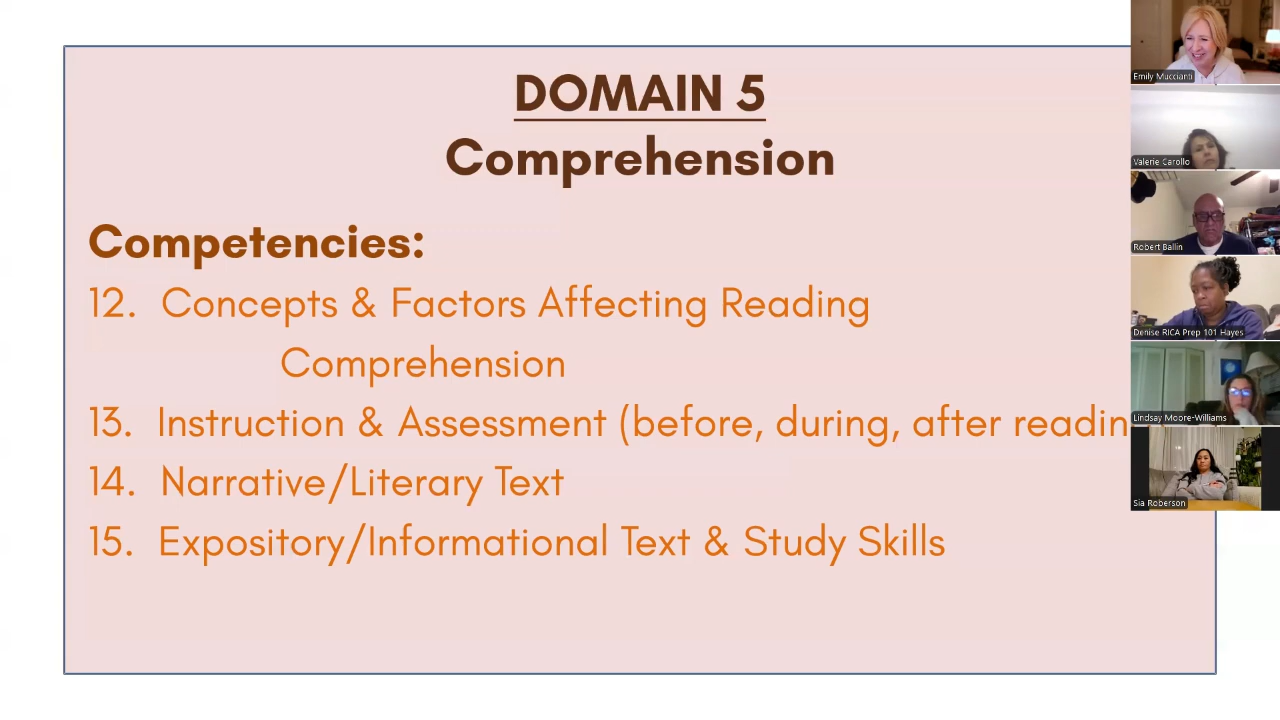 DOMAIN 5
Comprehension
Competencies:
12. Concepts & Factors Affecting Reading
Comprehension
13. Instruction & Assessment (before, during, after readin
14. Narrative/Literary Text
15. Expository/Informational Text & Study Skills
Emily Muccianti
Valerie Carollo
Robert Ballin
Denise RICA Prep 101 Hayes
Lindsay Moore-Williams
Sia Roberson